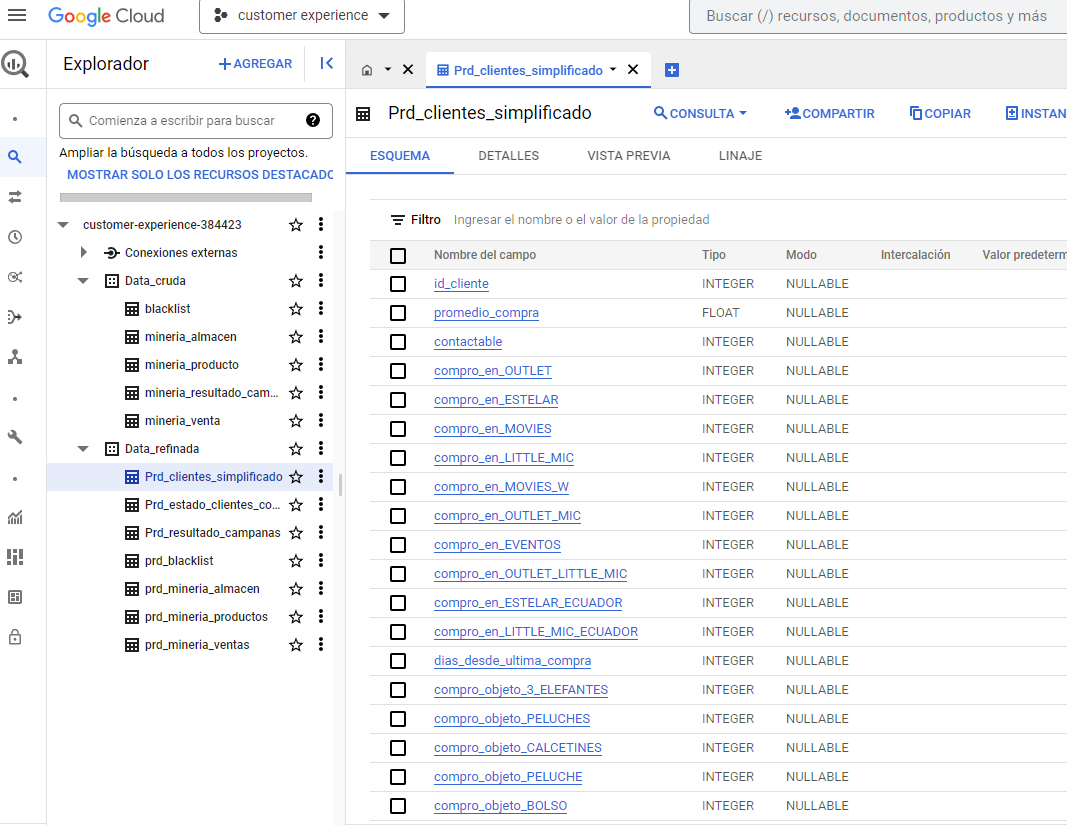 Google Cloud
customer experience
Buscar (/) recursos, documentos, productos y más
Explorador
AGREGAR
Comienza a escribir para buscar
Ampliar la búsqueda a todos los proyectos.
MOSTRAR SOLO LOS RECURSOS DESTACADO
customer-experience-384423
Conexiones externas
Data_cruda
blacklist
mineria_almacen
mineria_producto
mineria_resultado_cam...
mineria_venta
Data_refinada
Prd_clientes_simplificado
Prd_estado_clientes_co...
Prd_resultado_campanas
prd_blacklist
prd_mineria_almacen
prd_mineria_productos
prd_mineria_ventas
Prd_clientes_simplificado
Prd_clientes_simplificado
CONSULTA
COMPARTIR
COPIAR
INSTAN
ESQUEMA
DETALLES
VISTA PREVIA
LINAJE
Filtro Ingresar el nombre o el valor de la propiedad
Nombre del campo Tipo Modo Intercalación Valor predeterm
id_cliente INTEGER NULLABLE
promedio_compra FLOAT NULLABLE
contactable INTEGER NULLABLE
compro_en_OUTLET INTEGER NULLABLE
compro_en_ESTELAR INTEGER NULLABLE
compro_en_MOVIES INTEGER NULLABLE
compro_en_LITTLE_MIC INTEGER NULLABLE
compro_en_MOVIES_W INTEGER NULLABLE
compro_en_OUTLET_MIC INTEGER NULLABLE
compro_en_EVENTOS INTEGER NULLABLE
compro_en_OUTLET_LITTLE_MIC INTEGER NULLABLE
compro_en_ESTELAR_ECUADOR INTEGER NULLABLE
compro_en_LITTLE_MIC_ECUADOR INTEGER NULLABLE
dias_desde_ultima_compra INTEGER NULLABLE
compro_objeto_3_ELEFANTES INTEGER NULLABLE
compro_objeto_PELUCHES INTEGER NULLABLE
compro_objeto_CALCETINES INTEGER NULLABLE
compro_objeto_PELUCHE INTEGER NULLABLE
compro_objeto_BOLSO INTEGER NULLABLE